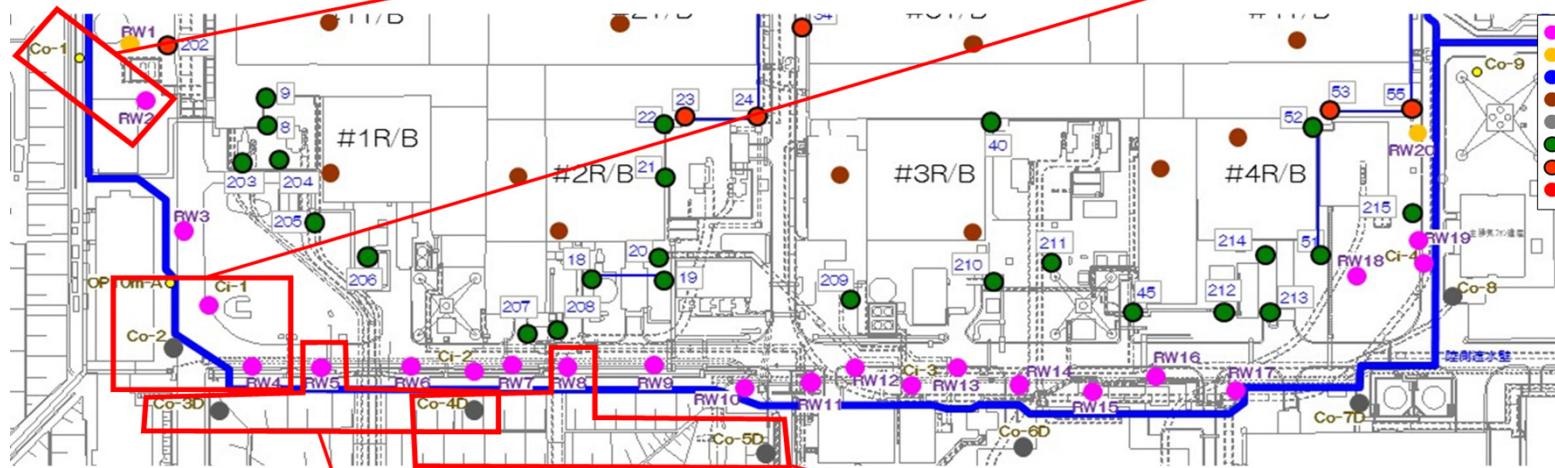 34
RW1
Co-1
202
Co-9
9
23
24
53
55
RW2
22
52
8
#1R/B
40
RW20
203
204
#2R/B
21
#3R/B
#4R/B
205
215
RW3
206
20
211
214
51
RW19
18
19
210
RW18
Ci-4
OP10m-A
Ci-1
209
Co-8
207
208
45
212
213
Co-2
Ci-2
陸側遮水壁
RW4
RW5
RW6
RW7
RW8
RW9
RW12
Ci-3
RW13
RW14
RW16
RW10
RW11
RW15
RW17
Co-3D
Co-4D
Co-7D
Co-5D
Co-6D